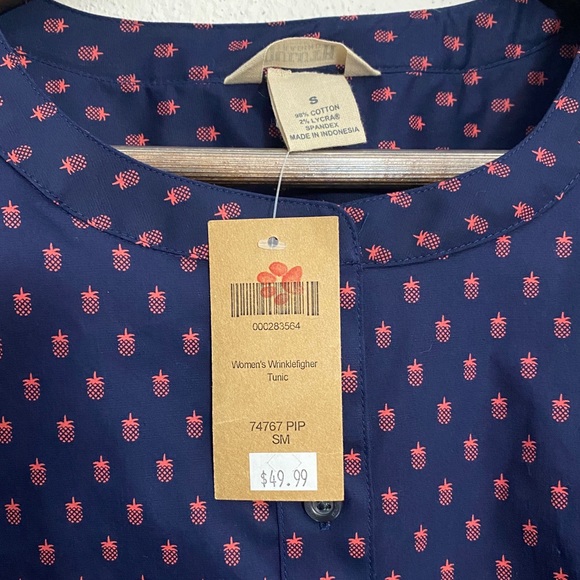 S
98% COTTON
2% LYCRA®
SPANDEX
MADE IN INDONESIA
000283564
Women's Wrinklefigher
Tunic
74767 PIP
SM
$49.99